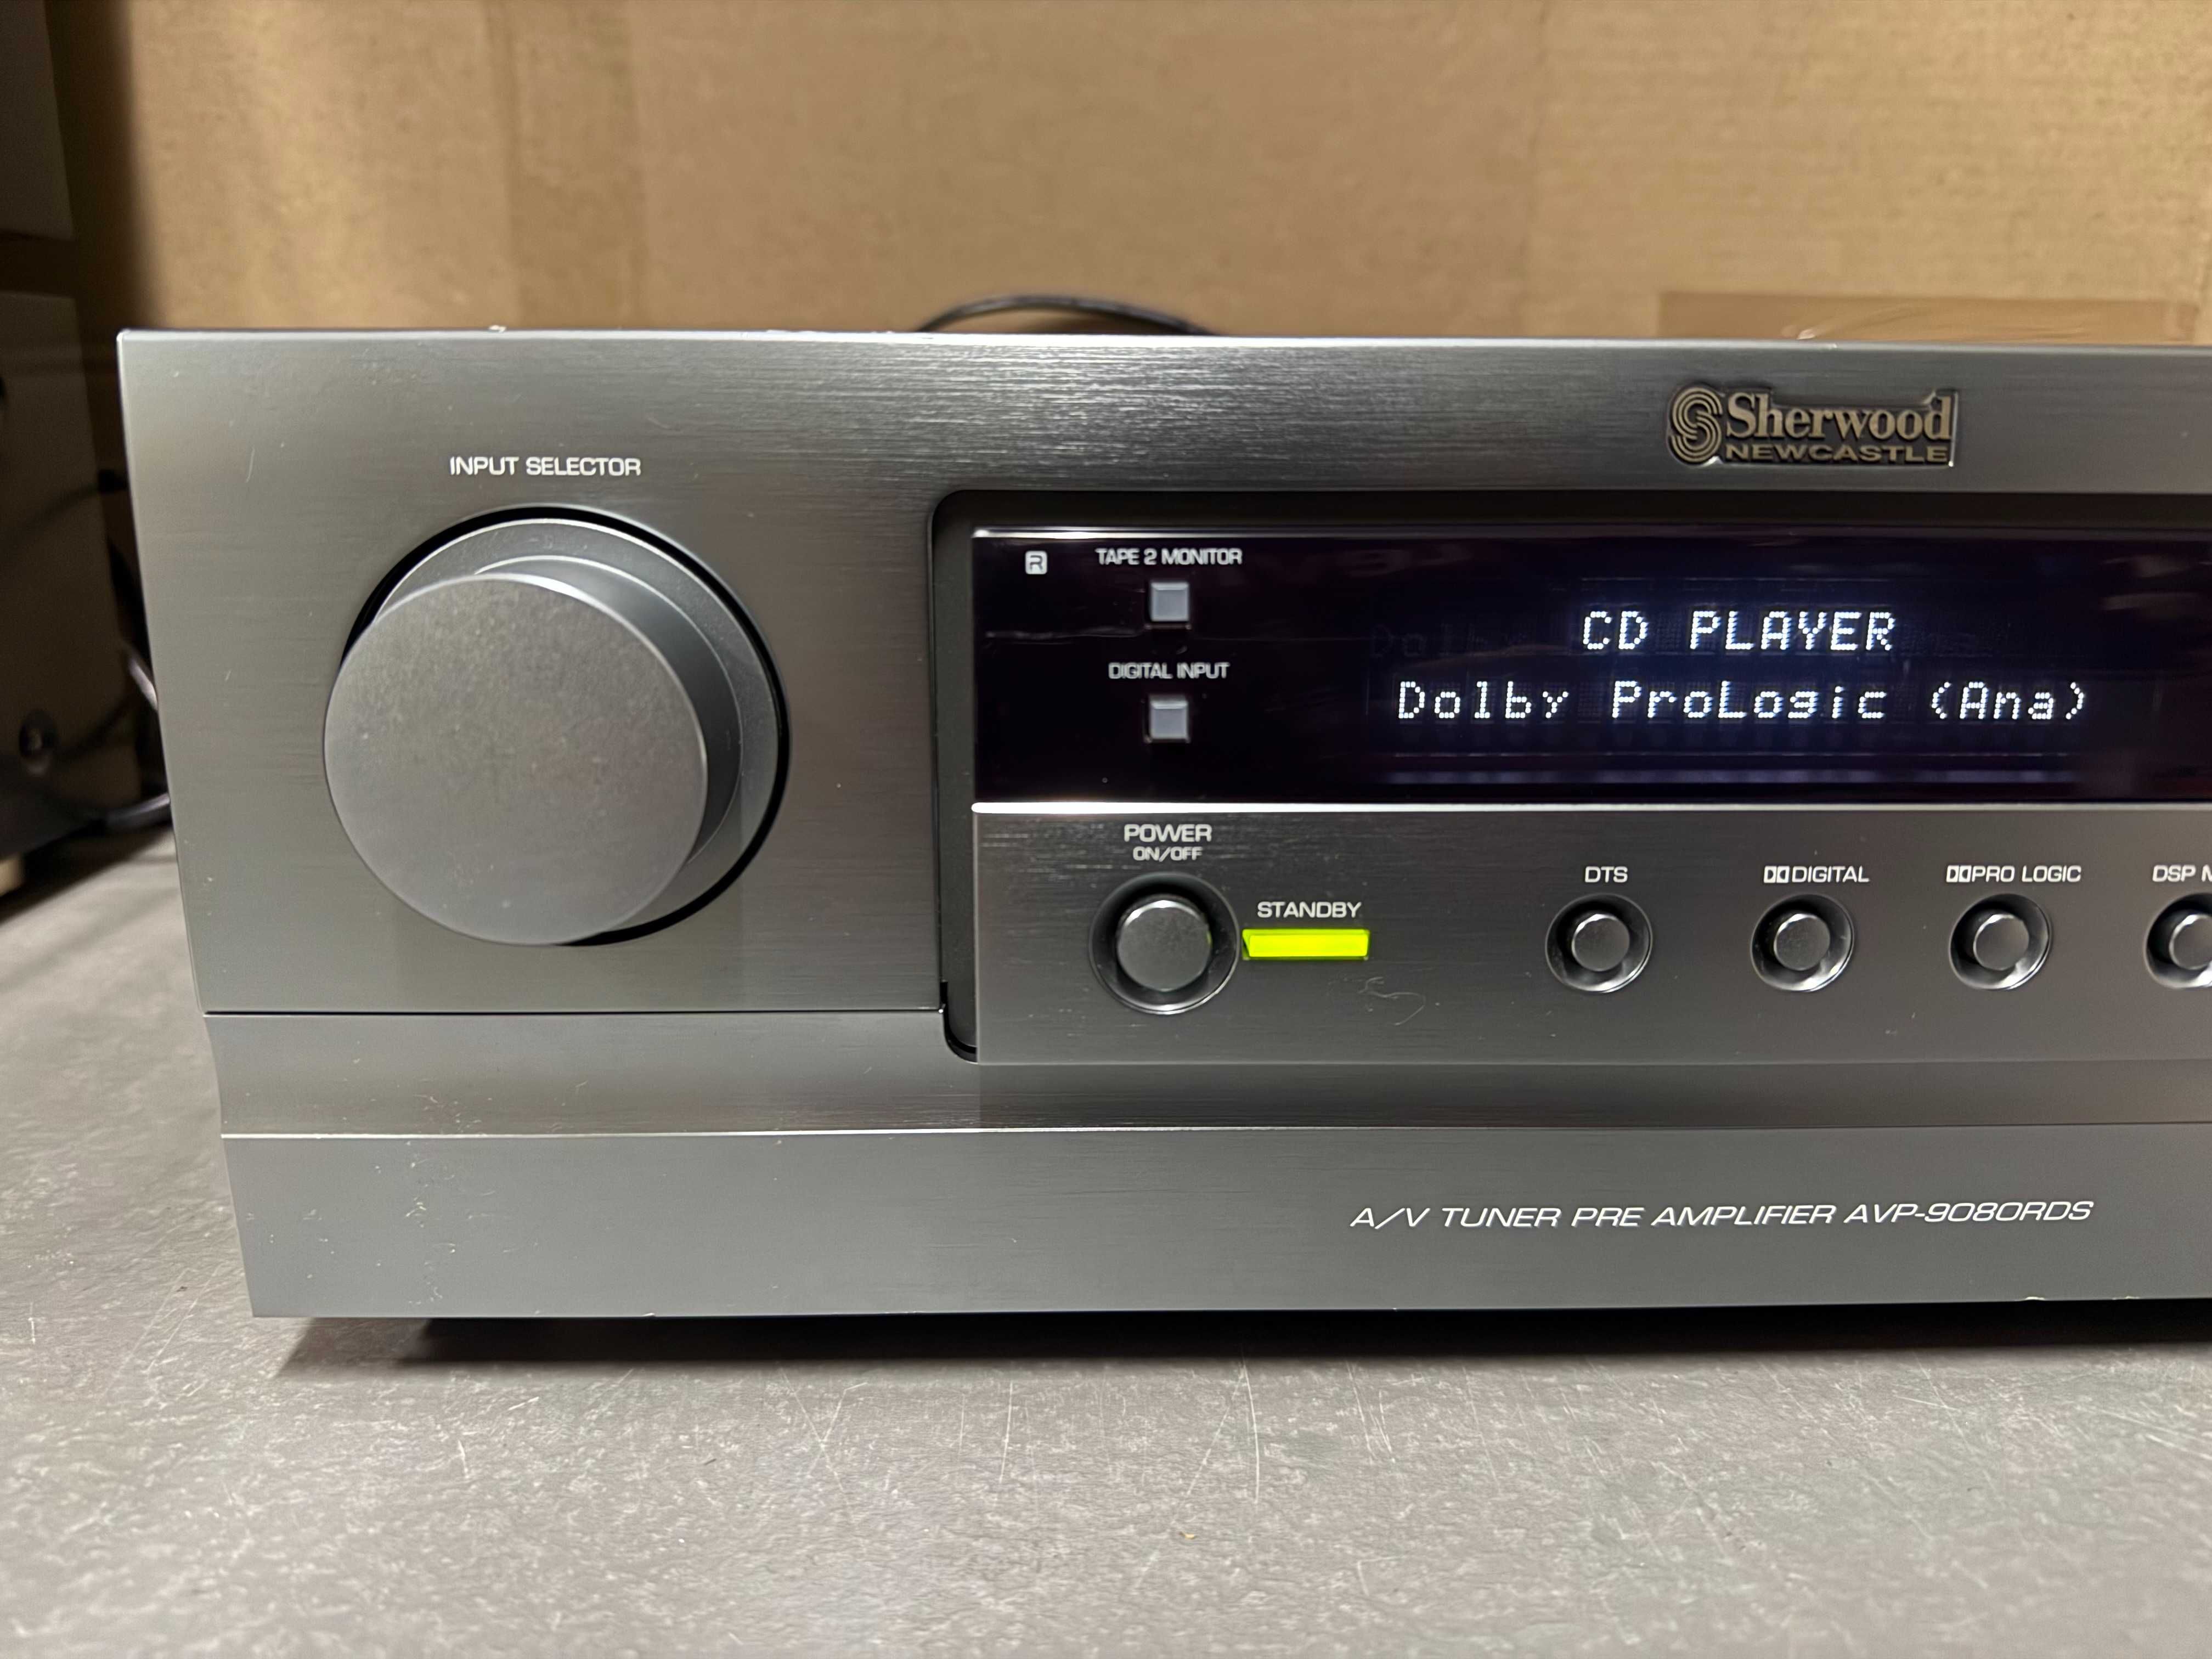 Sherwood
NEWCASTLE
INPUT SELECTOR
R
TAPE 2 MONITOR
DIGITAL INPUT
CD PLAYER
Dolby ProLogic (Ana)
POWER
ON/OFF
STANDBY
DTS
DIGITAL
PRO LOGIC
DSP
A/V TUNER PRE AMPLIFIER AVP-9080RDS